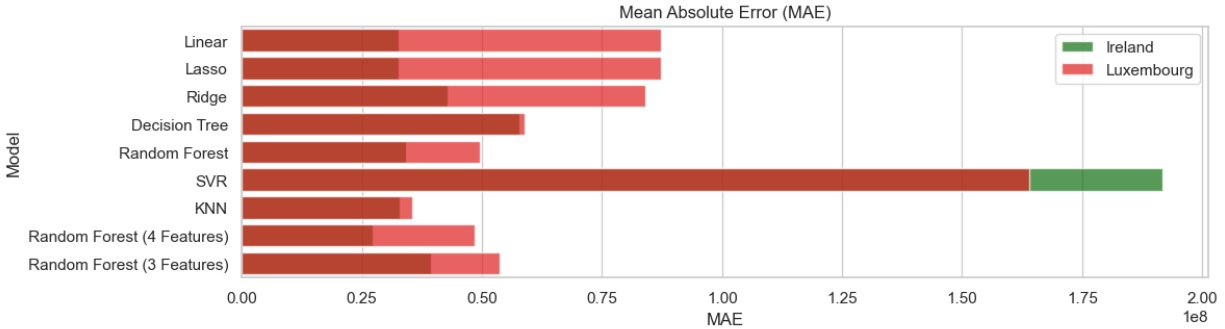 Mean Absolute Error (MAE)
Ireland
Luxembourg
Model
Linear
Lasso
Ridge
Decision Tree
Random Forest
SVR
KNN
Random Forest (4 Features)
Random Forest (3 Features)
0.00 0.25 0.50 0.75 1.00 1.25 1.50 1.75 2.00
1e8
MAE